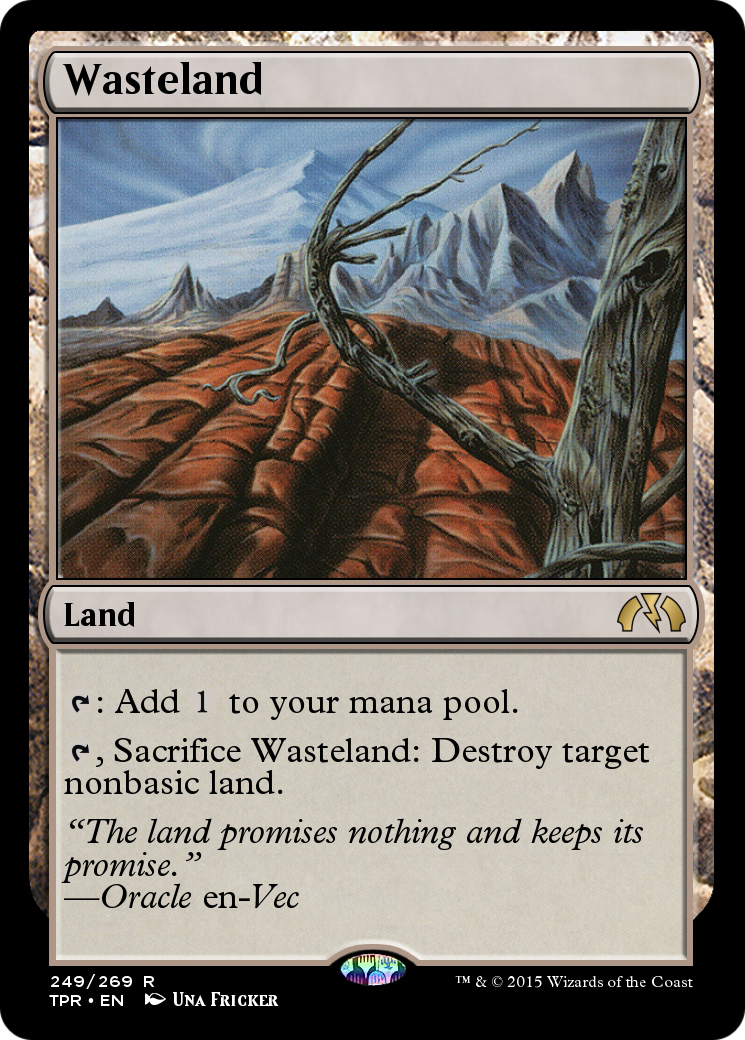 Wasteland
Land
: Add 1 to your mana pool.
, Sacrifice Wasteland: Destroy target
nonbasic land.
“The land promises nothing and keeps its
promise.”
—Oracle en-Vec
249/269 R
TPR • EN Una Fricker
™ & © 2015 Wizards of the Coast